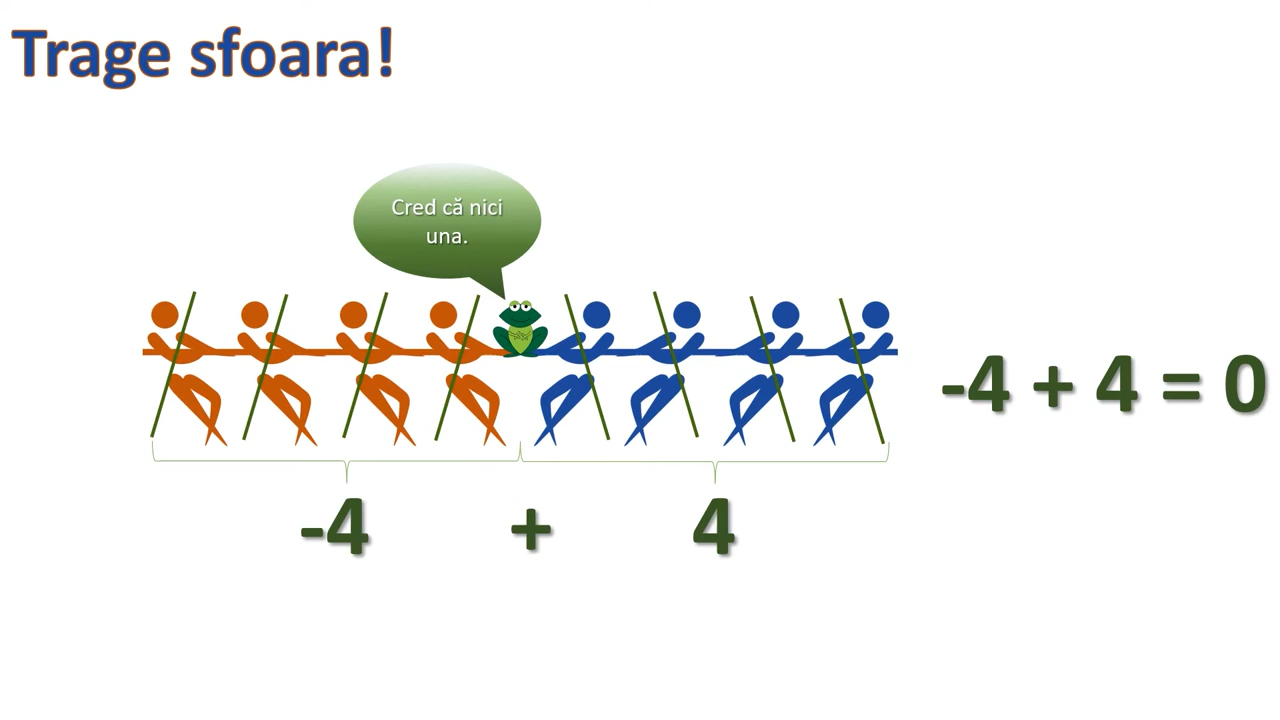 Trage sfoara!
Cred că nici
una.
-4 + 4 = 0
-4 + 4